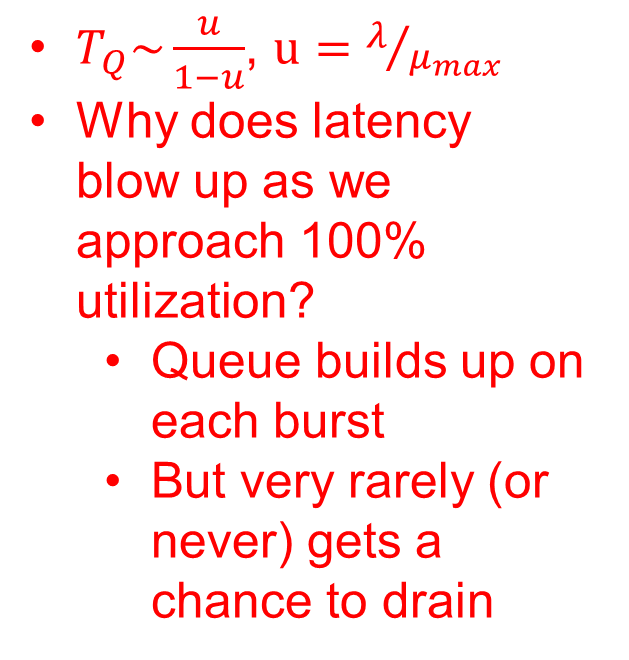 • T_Q~u/(1−u), u = λ/μ_max
• Why does latency
blow up as we
approach 100%
utilization?
• Queue builds up on
each burst
• But very rarely (or
never) gets a
chance to drain